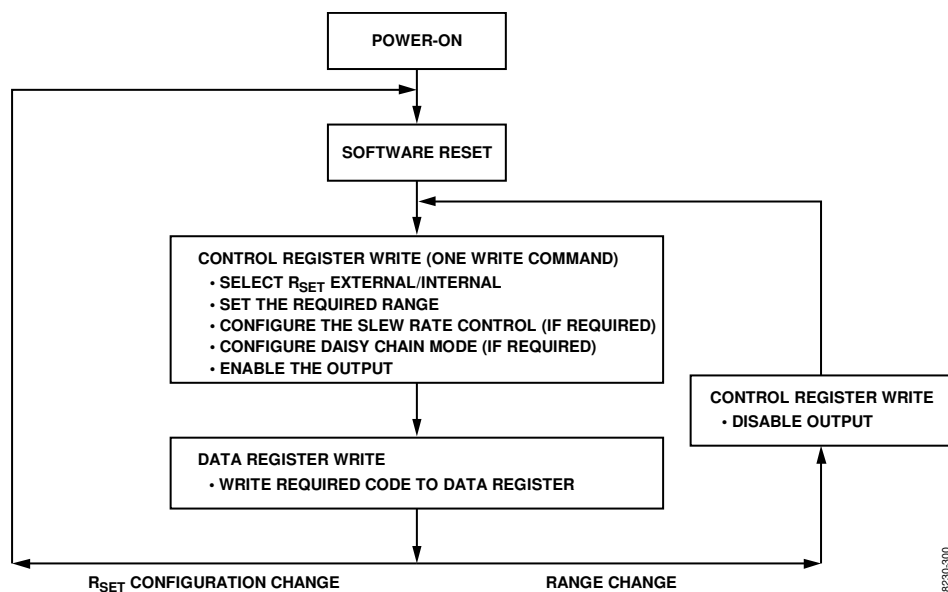 POWER-ON
SOFTWARE RESET
CONTROL REGISTER WRITE (ONE WRITE COMMAND)
• SELECT RSET EXTERNAL/INTERNAL
• SET THE REQUIRED RANGE
• CONFIGURE THE SLEW RATE CONTROL (IF REQUIRED)
• CONFIGURE DAISY CHAIN MODE (IF REQUIRED)
• ENABLE THE OUTPUT
CONTROL REGISTER WRITE
• DISABLE OUTPUT
DATA REGISTER WRITE
• WRITE REQUIRED CODE TO DATA REGISTER
RSET CONFIGURATION CHANGE
RANGE CHANGE